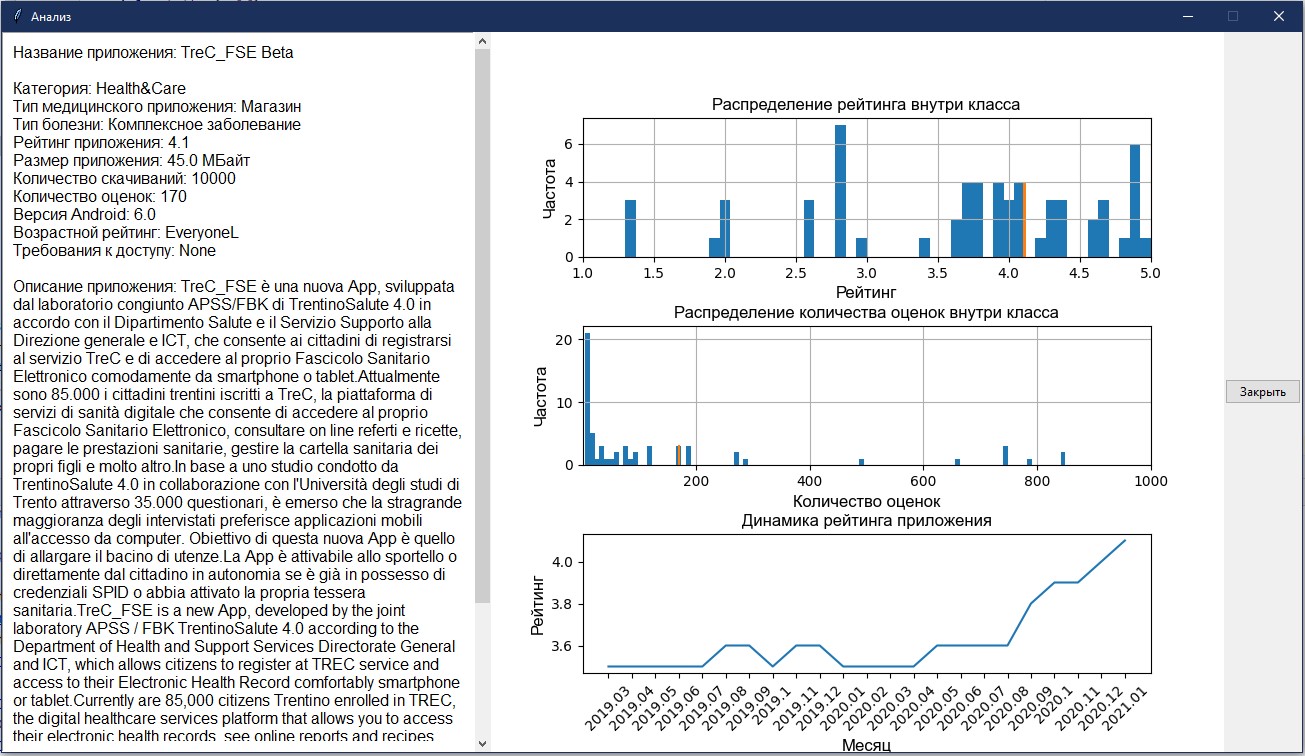 Анализ
Название приложения: TreC_FSE Beta
Категория: Health&Care
Тип медицинского приложения: Магазин
Тип болезни: Комплексное заболевание
Рейтинг приложения: 4.1
Размер приложения: 45.0 МБайт
Количество скачиваний: 10000
Количество оценок: 170
Версия Android: 6.0
Возрастной рейтинг: EveryoneL
Требования к доступу: None
Описание приложения: TreC_FSE è una nuova App, sviluppata
dal laboratorio congiunto APSS/FBK di TrentinoSalute 4.0 in
accordo con il Dipartimento Salute e il Servizio Supporto alla
Direzione generale e ICT, che consente ai cittadini di registrarsi
al servizio TreC e di accedere al proprio Fascicolo Sanitario
Elettronico comodamente da smartphone o tablet.Attualmente
sono 85.000 i cittadini trentini iscritti a TreC, la piattaforma di
servizi di sanità digitale che consente di accedere al proprio
Fascicolo Sanitario Elettronico, consultare on line referti e ricette,
pagare le prestazioni sanitarie, gestire la cartella sanitaria dei
propri figli e molto altro.In base a uno studio condotto da
TrentinoSalute 4.0 in collaborazione con l'Università degli studi di
Trento attraverso 35.000 questionari, è emerso che la stragrande
maggioranza degli intervistati preferisce applicazioni mobili
all'accesso da computer. Obiettivo di questa nuova App è quello
di allargare il bacino di utenze.La App è attivabile allo sportello o
direttamente dal cittadino in autonomia se è già in possesso di
credenziali SPID o abbia attivato la propria tessera
sanitaria.TreC_FSE is a new App, developed by the joint
laboratory APSS / FBK TrentinoSalute 4.0 according to the
Department of Health and Support Services Directorate General
and ICT, which allows citizens to register at TREC service and
access to their Electronic Health Record comfortably smartphone
or tablet.Currently are 85,000 citizens Trentino enrolled in TREC,
the digital healthcare services platform that allows you to access
their electronic health records, see online reports and recipes
Распределение рейтинга внутри класса
Частота
6
4
2
0
1.0 1.5 2.0 2.5 3.0 3.5 4.0 4.5 5.0
Рейтинг
Распределение количества оценок внутри класса
Частота
20
10
0
200 400 600 800 1000
Количество оценок
Динамика рейтинга приложения
Рейтинг
4.0
3.8
3.6
2019.03 2019.04 2019.05 2019.06 2019.07 2019.08 2019.09 2019.1 2019.11 2019.12 2020.01 2020.02 2020.03 2020.04 2020.05 2020.06 2020.07 2020.08 2020.09 2020.1 2020.11 2020.12 2021.01
Месяц
Закрыть